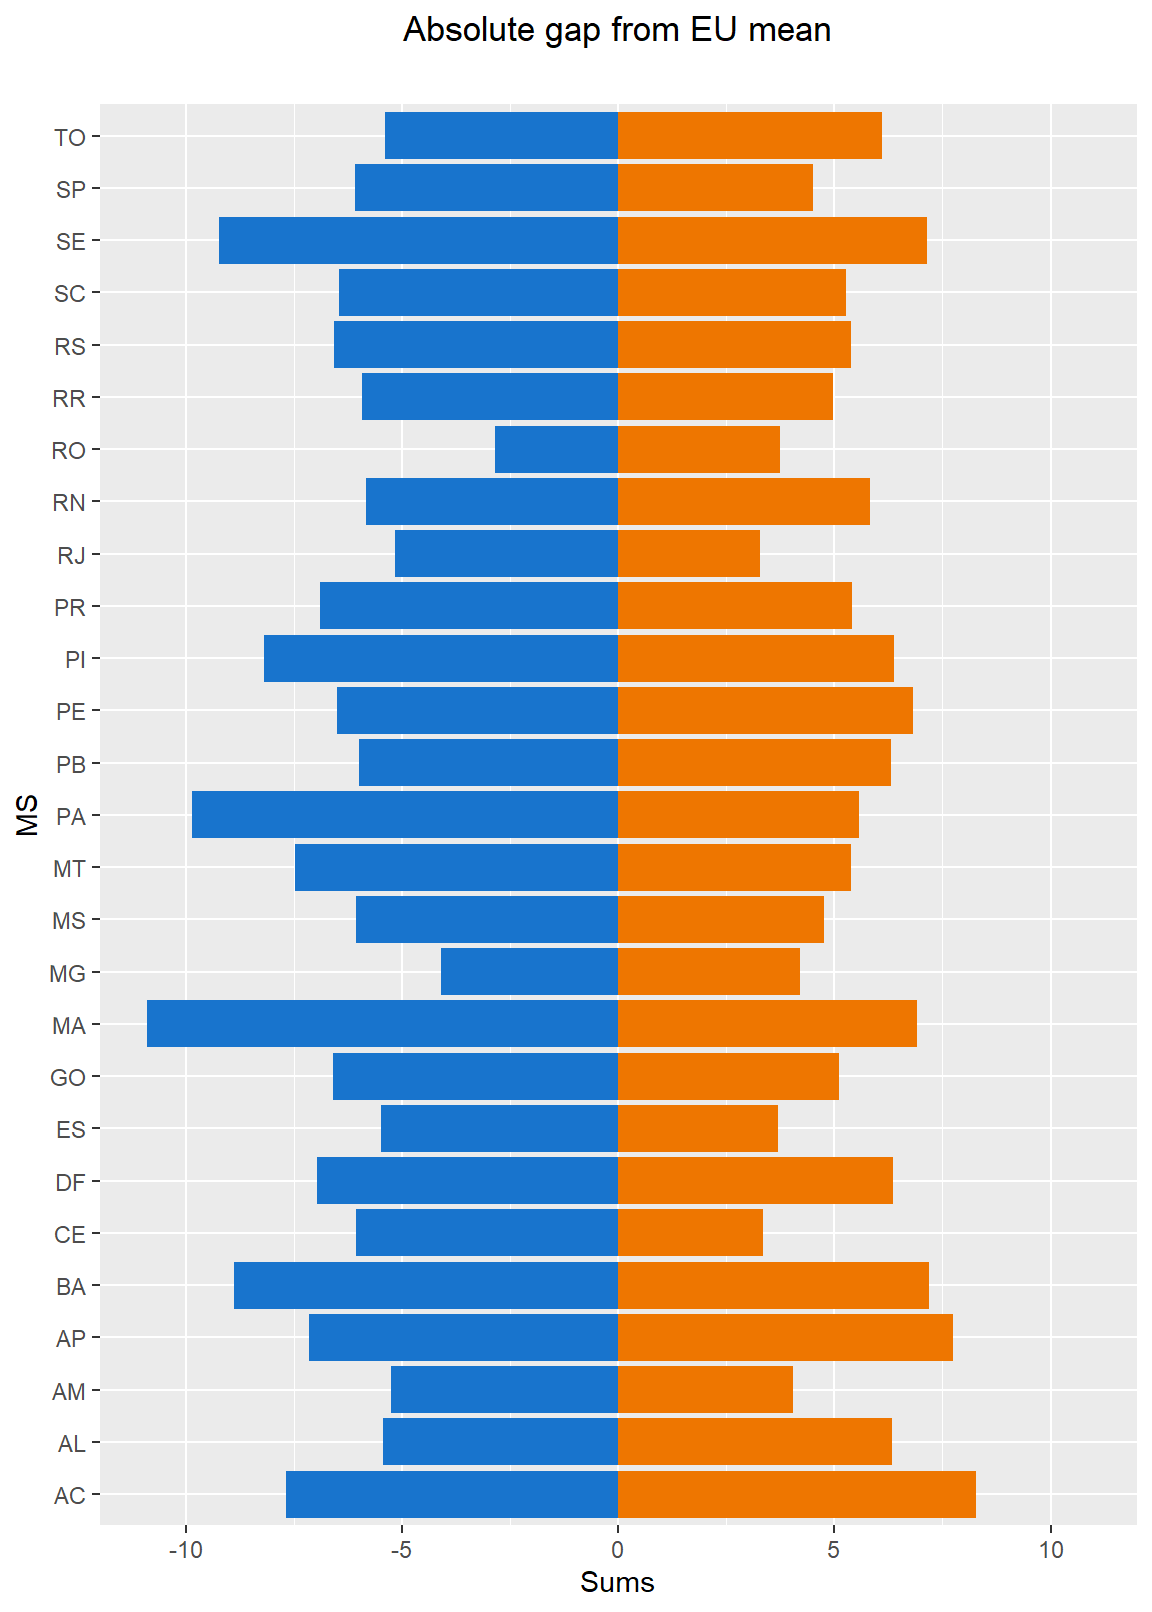 Absolute gap from EU mean
TO
SP
SE
SC
RS
RR
RO
RN
RJ
PR
PI
PE
PB
PA
MT
MS
MG
MA
GO
ES
DF
CE
BA
AP
AM
AL
AC
MS
-10 -5 0 5 10
Sums